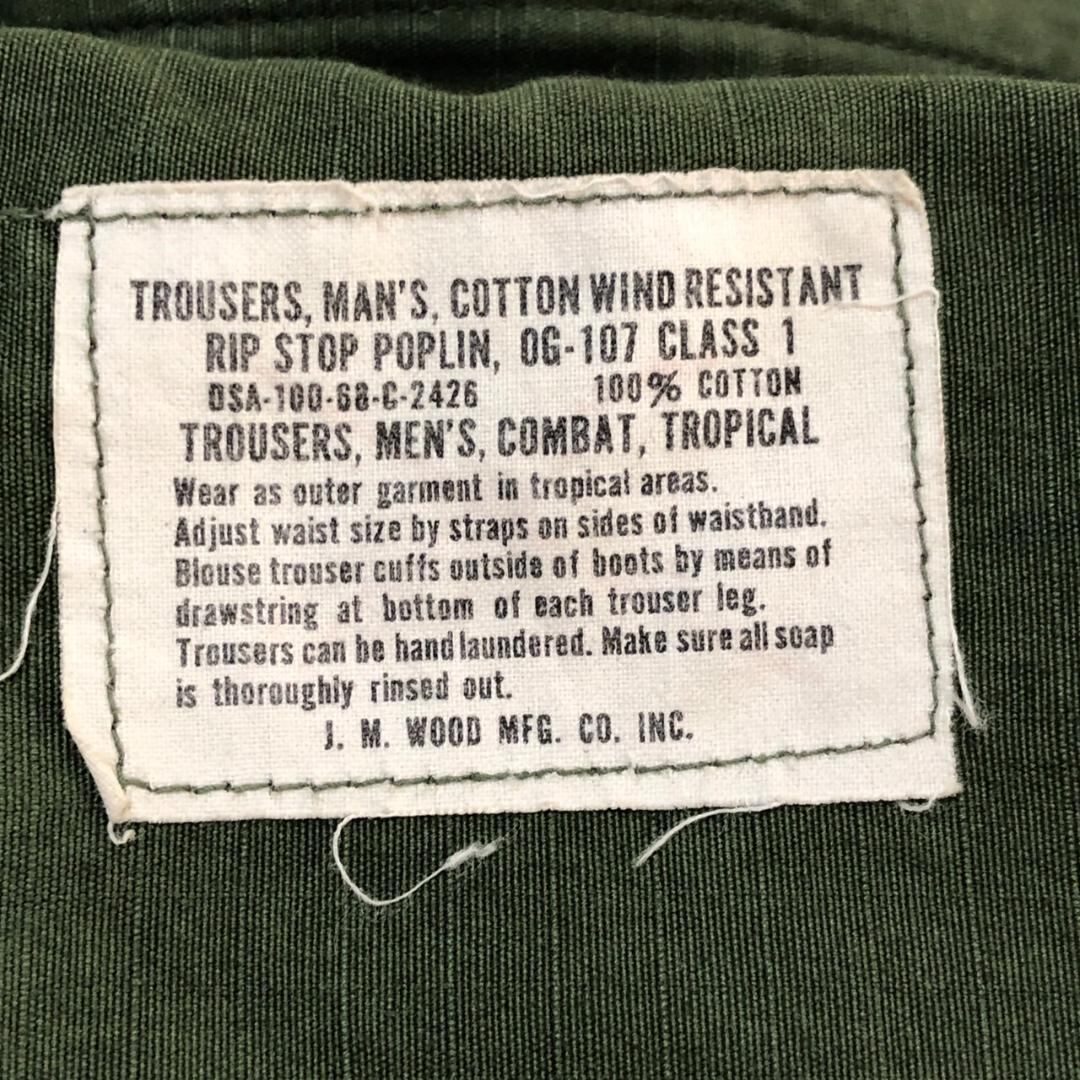 TROUSERS, MAN'S, COTTON WIND RESISTANT
RIP STOP POPLIN, OG-107 CLASS 1
DSA-100-68-C-2426 100% COTTON
TROUSERS, MEN'S, COMBAT, TROPICAL
Wear as outer garment in tropical areas.
Adjust waist size by straps on sides of waistband.
Blouse trouser cuffs outside of boots by means of
drawstring at bottom of each trouser leg.
Trousers can be hand laundered. Make sure all soap
is thoroughly rinsed out.
J. M. WOOD MFG. CO. INC.